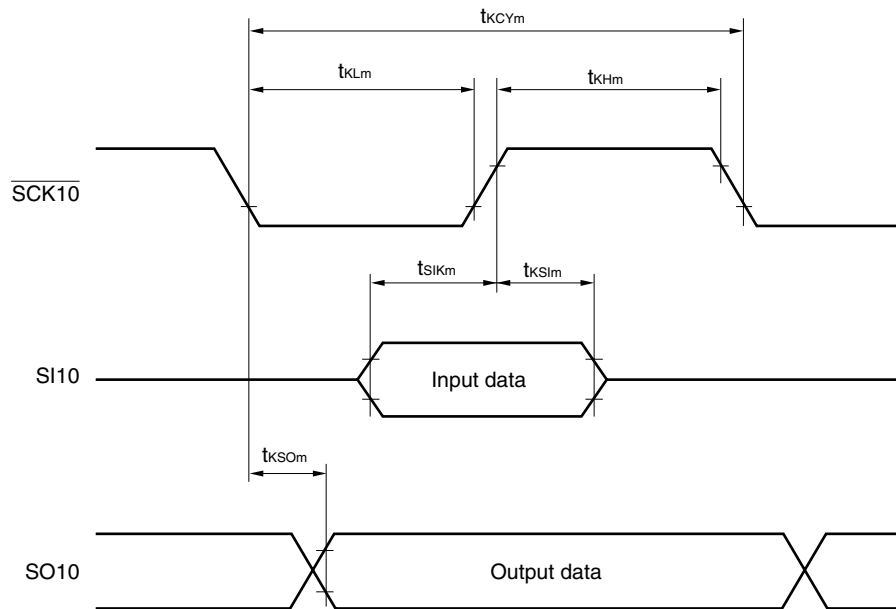 tKCYm
tKLm
tKHm
SCK10
tSIKm
tKSIm
SI10
Input data
tKSOm
SO10
Output data